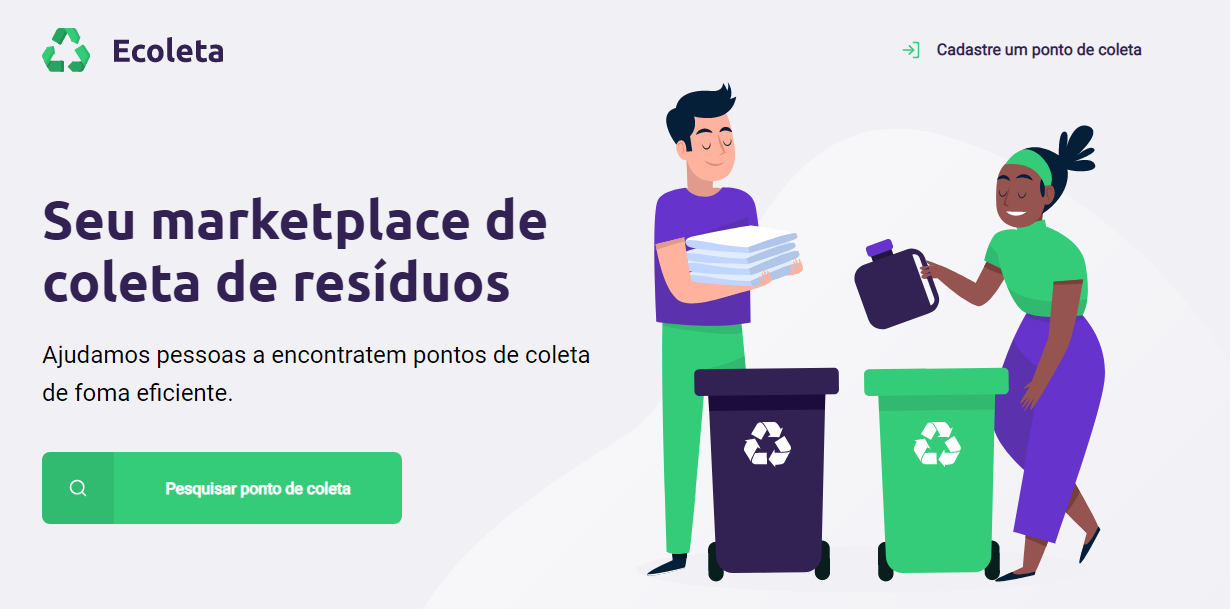 Ecoleta
Cadastre um ponto de coleta
Seu marketplace de
coleta de resíduos
Ajudamos pessoas a encontratem pontos de coleta
de foma eficiente.
Pesquisar ponto de coleta